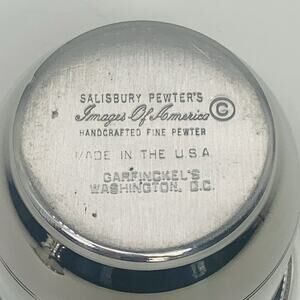 SALISBURY PEWTER'S
Images Of America ©
HANDCRAFTED FINE PEWTER
MADE IN THE U.S.A.
GARFINCKEL'S
WASHINGTON, D.C.